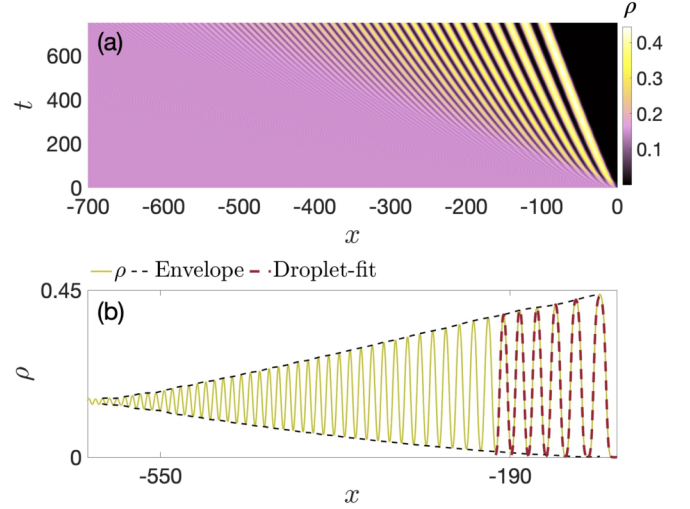 (a)
ρ
600
400
200
0
t
0.4
0.3
0.2
0.1
-700 -600 -500 -400 -300 -200 -100 0
x
ρ Envelope Droplet-fit
0.45
(b)
ρ
0
-550 -190
x